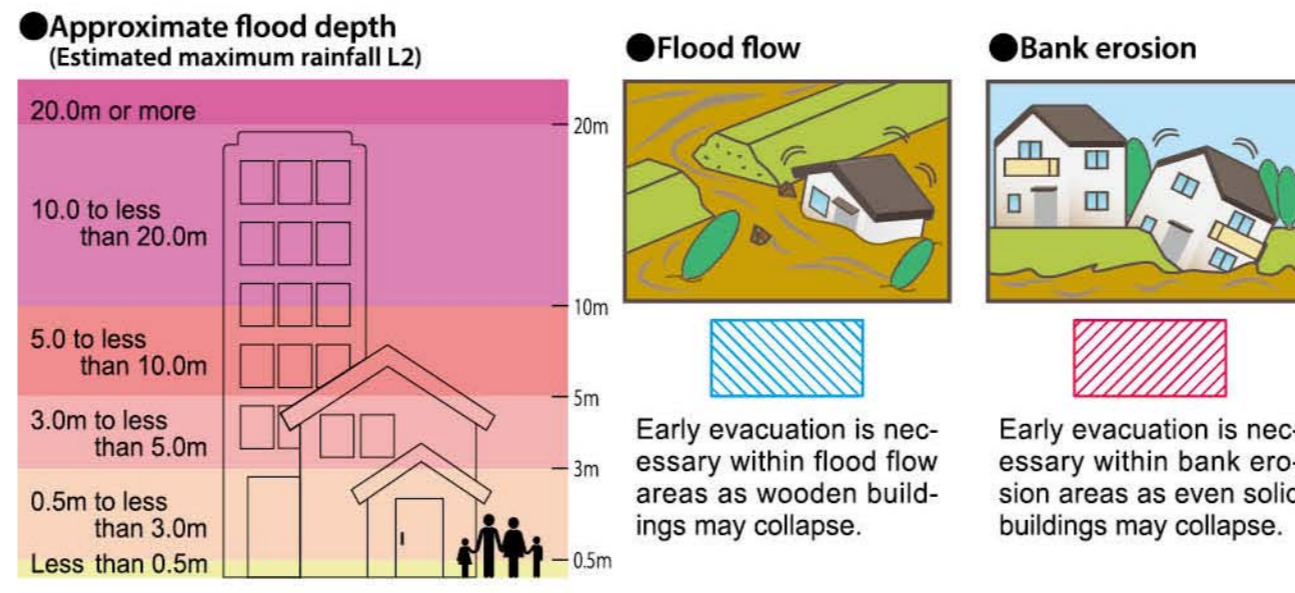 ●Approximate flood depth
(Estimated maximum rainfall L2)
20.0m or more
10.0 to less
than 20.0m
5.0 to less
than 10.0m
3.0m to less
than 5.0m
0.5m to less
than 3.0m
Less than 0.5m
20m
10m
5m
3m
0.5m
●Flood flow
Early evacuation is nec-
essary within flood flow
areas as wooden build-
ings may collapse.
●Bank erosion
Early evacuation is nec-
essary within bank ero-
sion areas as even solid
buildings may collapse.